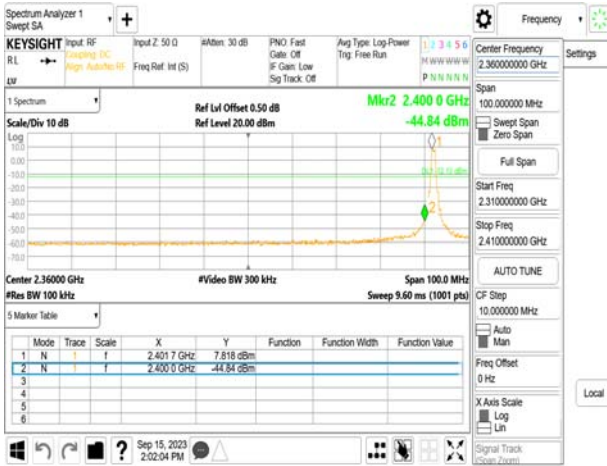 Spectrum Analyzer 1
Swept SA
+
Frequency
KEYSIGHT
RL
Input: RF
Coupling: DC
Align: Auto/No RF
Input Z: 50 Ω
Freq Ref: Int (S)
#Atten: 30 dB
PNO: Fast
Gate: Off
IF Gain: Low
Sig Track: Off
Avg Type: Log-Power
Trig: Free Run
1 2 3 4 5 6
M W W W W W
P N N N N N
Center Frequency
2.360000000 GHz
Settings
Span
100.000000 MHz
Swept Span
Zero Span
Full Span
Start Freq
2.310000000 GHz
Stop Freq
2.410000000 GHz
AUTO TUNE
CF Step
10.000000 MHz
Auto
Man
Freq Offset
0 Hz
X Axis Scale
Log
Lin
Signal Track
(Span Zoom)
Local
1 Spectrum
Ref Lvl Offset 0.50 dB
Mkr2 2.400 0 GHz
Scale/Div 10 dB
Ref Level 20.00 dBm
-44.84 dBm
Log
10.0
0.00
-10.0
-20.0
-30.0
-40.0
-50.0
-60.0
-70.0
1
2
Center 2.36000 GHz
#Video BW 300 kHz
Span 100.0 MHz
#Res BW 100 kHz
Sweep 9.60 ms (1001 pts)
5 Marker Table
Mode Trace Scale X Y Function Function Width Function Value
1 N 1 f 2.401 7 GHz 7.818 dBm
2 N 1 f 2.400 0 GHz -44.84 dBm
3
4
5
6
?
Sep 15, 2023
2:02:04 PM